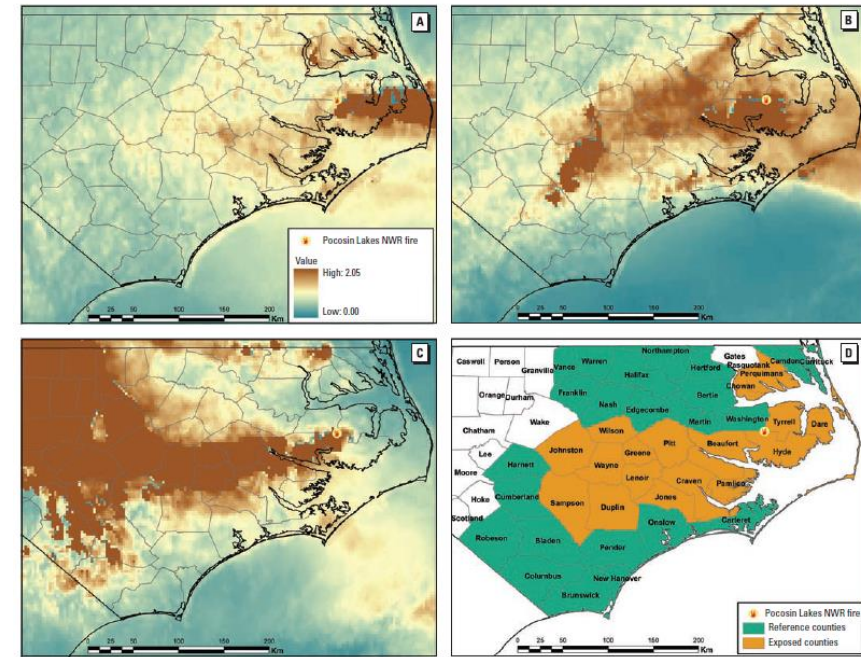 A
Pocosin Lakes NWR fire
Value
High: 2.05
Low: 0.00
0 25 50 100 150 200
Km
B
0 25 50 100 150 200
Km
C
0 25 50 100 150 200
Km
D
Caswell Person
Granville
Vance
Warren
Northampton
Gates
Camden
Currituck
Pasquotank
Perquimans
Chowan
Hertford
Halifax
Bertie
Franklin
Orange
Durham
Nash
Edgecombe
Martin
Washington
Tyrrell
Dare
Wake
Chatham
Wilson
Pitt
Beaufort
Hyde
Johnston
Greene
Lee
Wayne
Harnett
Lenoir
Craven
Pamlico
Moore
Cumberland
Sampson
Jones
Hoke
Duplin
Carteret
Scotland
Onslow
Robeson
Bladen
Pender
Columbus
New Hanover
Brunswick
Pocosin Lakes NWR fire
Reference counties
Exposed counties
0 25 50 100 150 200
Km